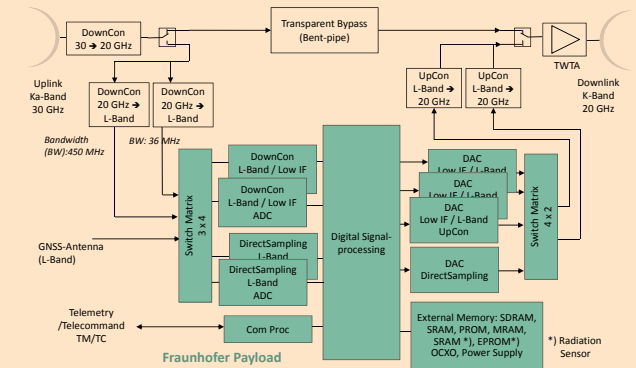 DownCon
30 ➔ 20 GHz
Transparent Bypass
(Bent-pipe)
TWTA
Uplink
Ka-Band
30 GHz
Downlink
K-Band
20 GHz
DownCon
20 GHz ➔
L-Band
DownCon
20 GHz ➔
L-Band
UpCon
L-Band ➔
20 GHz
UpCon
L-Band ➔
20 GHz
Bandwidth
(BW):450 MHz
BW: 36 MHz
Switch Matrix
3 x 4
DownCon
L-Band / Low IF
DownCon
L-Band / Low IF
ADC
DirectSampling
L-Band
DirectSampling
L-Band
ADC
Digital Signal-
processing
DAC
Low IF / L-Band
DAC
Low IF / L-Band
DAC
Low IF / L-Band
UpCon
DAC
DirectSampling
Switch Matrix
4 x 2
GNSS-Antenna
(L-Band)
Telemetry
/Telecommand
TM/TC
Com Proc
External Memory: SDRAM,
SRAM, PROM, MRAM,
SRAM *), EPROM*)
OCXO, Power Supply
*) Radiation
Sensor
Fraunhofer Payload